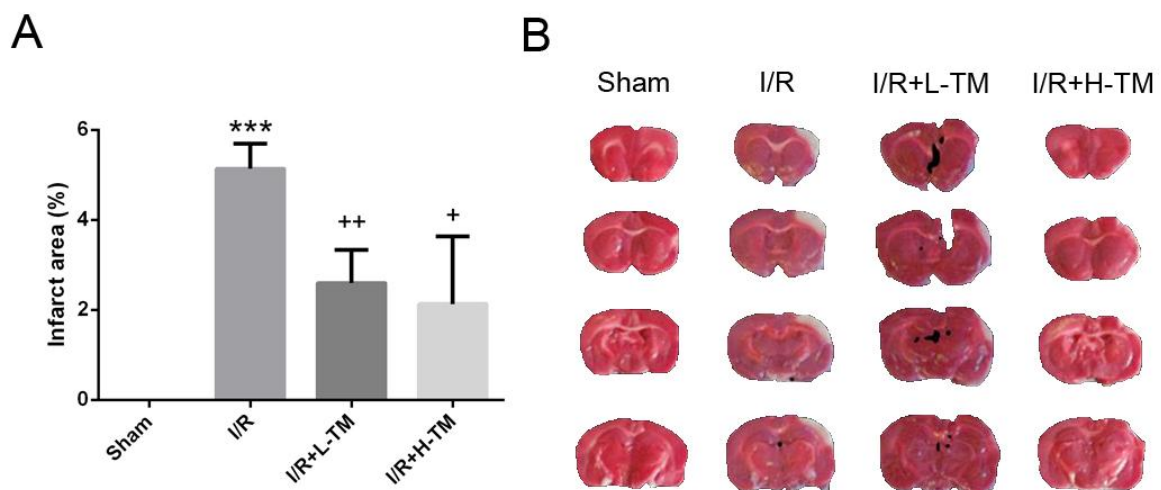 A
Infarct area (%)
6
4
2
0
***
++
+
Sham
I/R
I/R+L-TM
I/R+H-TM
B
Sham I/R I/R+L-TM I/R+H-TM